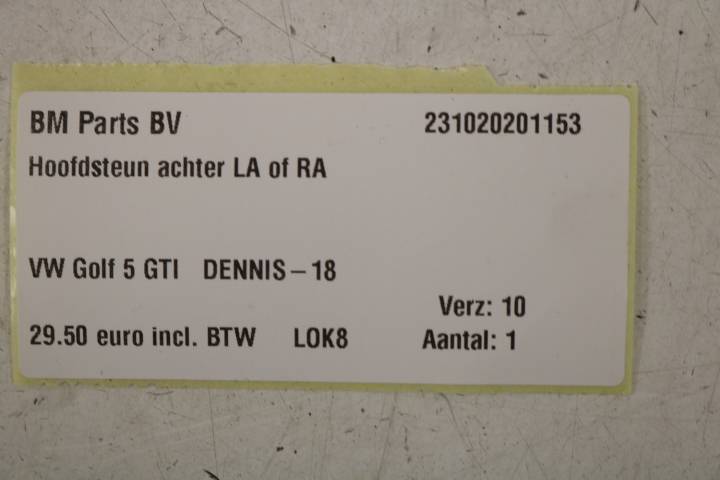 BM Parts BV 231020201153
Hoofdsteun achter LA of RA
VW Golf 5 GTI DENNIS-18
Verz: 10
29.50 euro incl. BTW LOK8 Aantal: 1